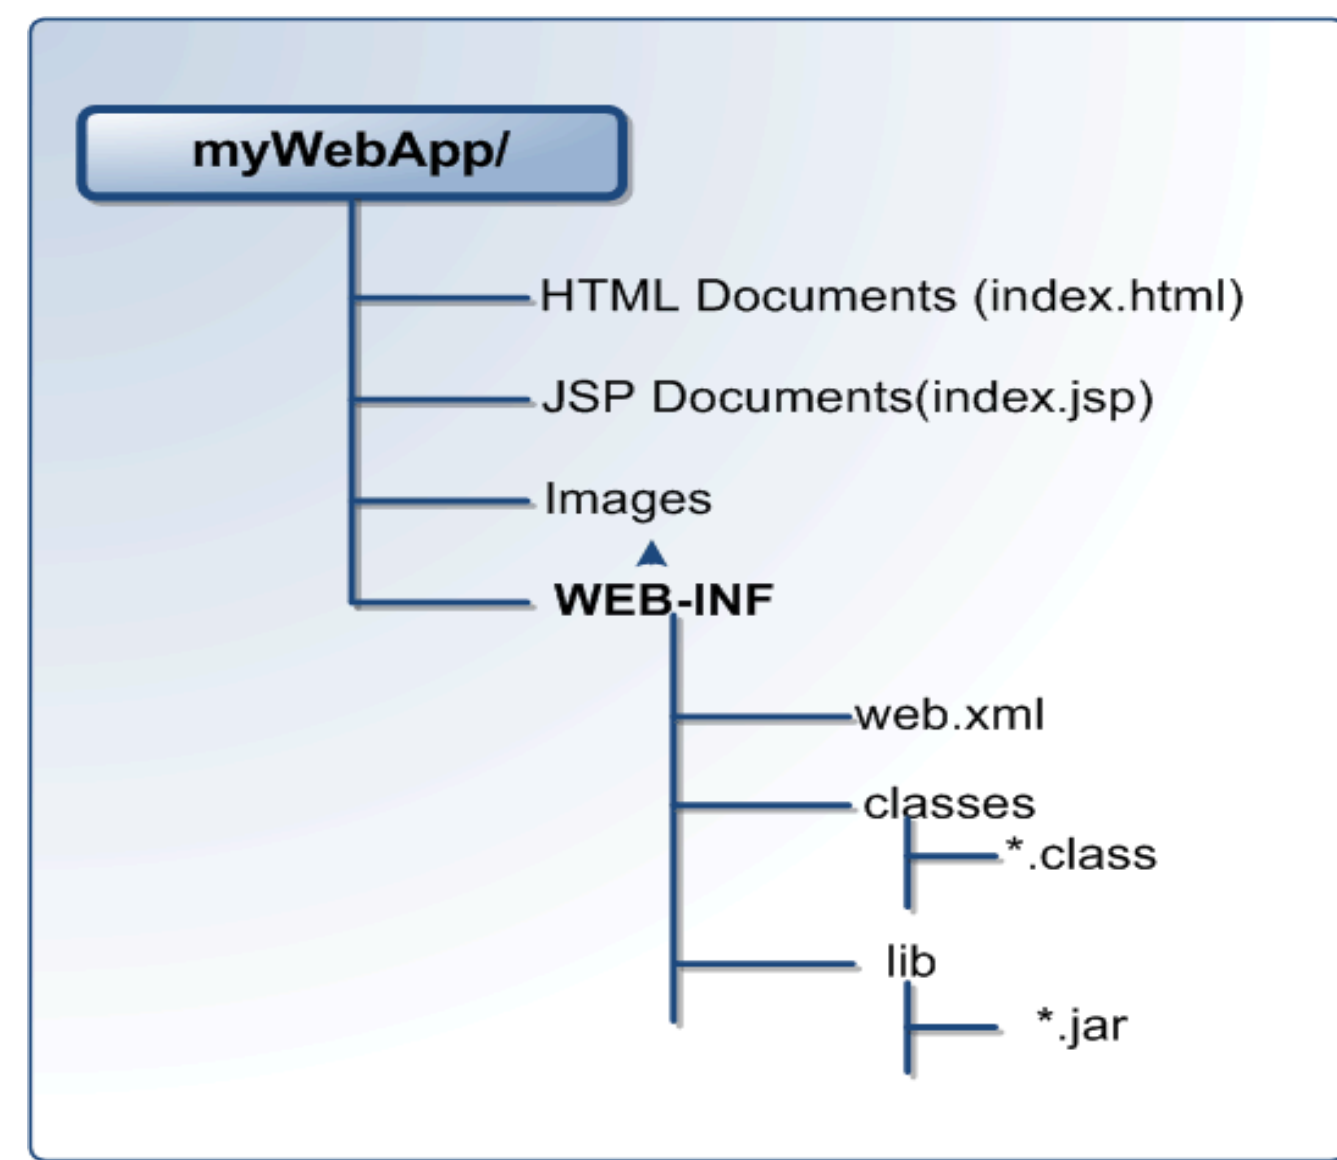 myWebApp/
HTML Documents (index.html)
JSP Documents(index.jsp)
Images
WEB-INF
web.xml
classes
*.class
lib
*.jar